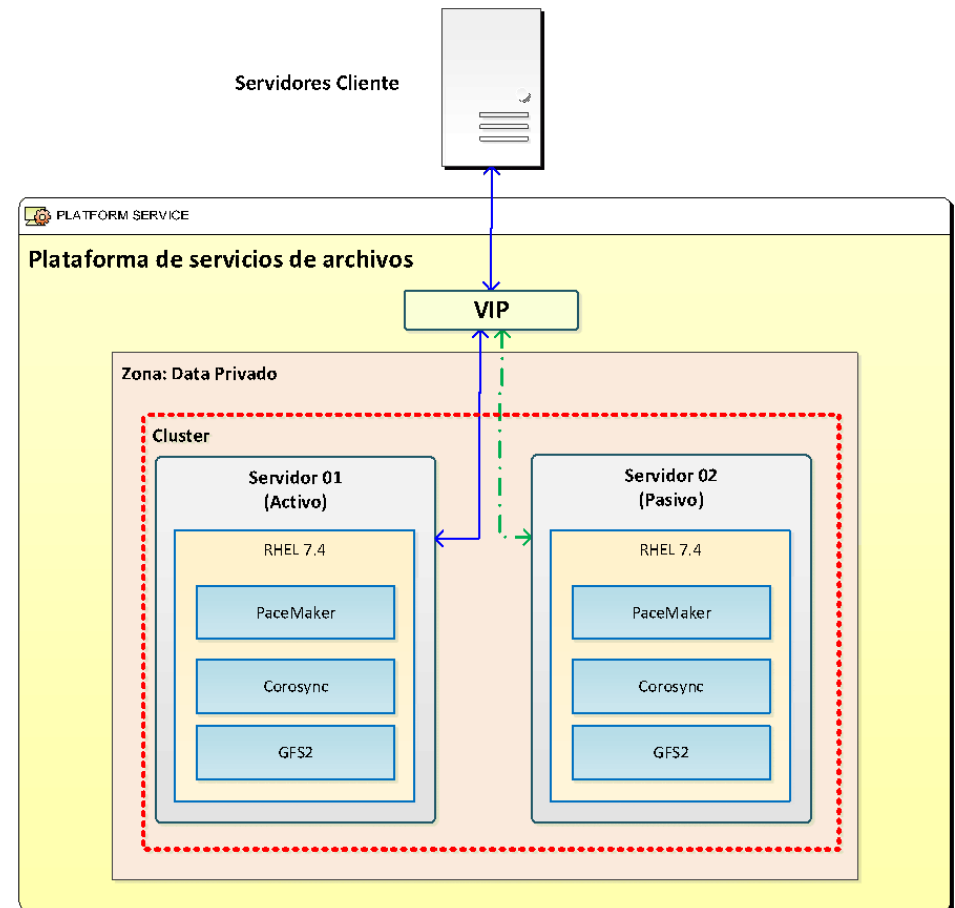 Servidores Cliente
PLATFORM SERVICE
Plataforma de servicios de archivos
VIP
Zona: Data Privado
Cluster
Servidor 01
(Activo)
RHEL 7.4
PaceMaker
Corosync
GFS2
Servidor 02
(Pasivo)
RHEL 7.4
PaceMaker
Corosync
GFS2